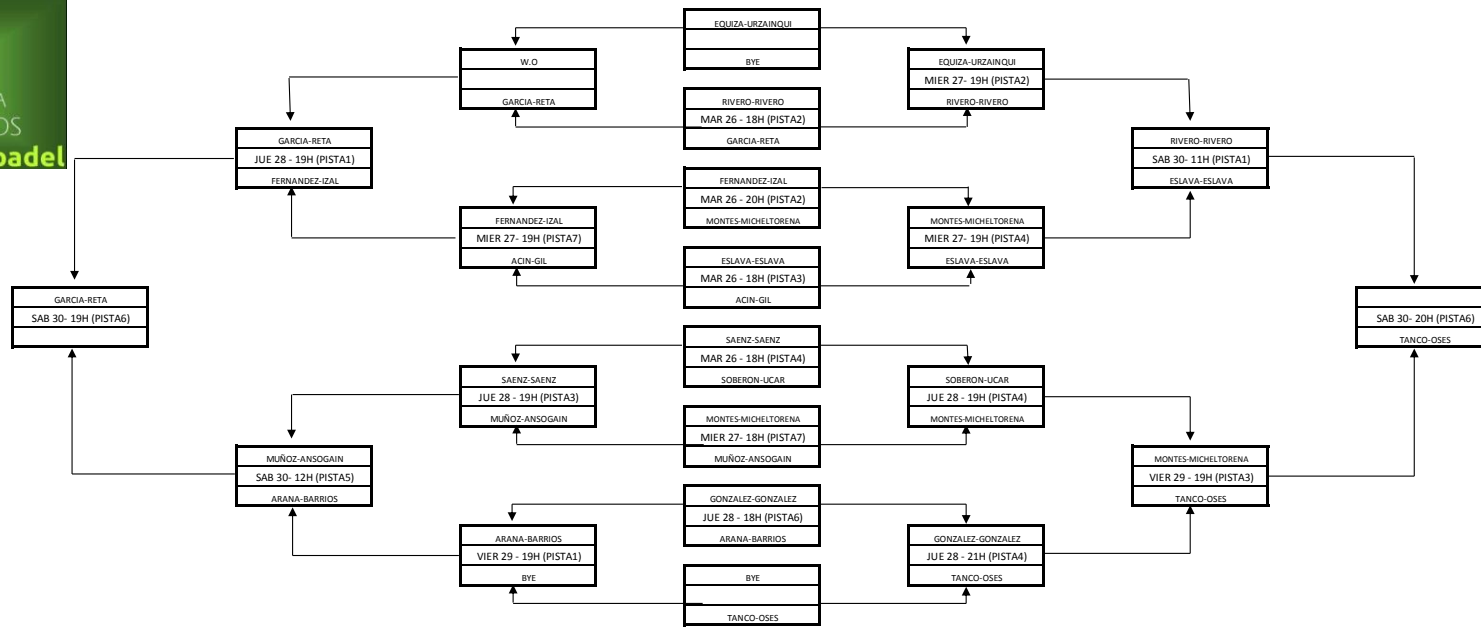 A
OS
padel
EQUIZA-URZAINQUI
BYE
W.O
GARCIA-RETA
EQUIZA-URZAINQUI
MIER 27- 19H (PISTA2)
RIVERO-RIVERO
RIVERO-RIVERO
MAR 26 - 18H (PISTA2)
GARCIA-RETA
GARCIA-RETA
JUE 28 - 19H (PISTA1)
FERNANDEZ-IZAL
RIVERO-RIVERO
SAB 30- 11H (PISTA1)
ESLAVA-ESLAVA
FERNANDEZ-IZAL
MAR 26 - 20H (PISTA2)
MONTES-MICHELTORENA
FERNANDEZ-IZAL
MIER 27- 19H (PISTA7)
ACIN-GIL
MONTES-MICHELTORENA
MIER 27- 19H (PISTA4)
ESLAVA-ESLAVA
ESLAVA-ESLAVA
MAR 26 - 18H (PISTA3)
ACIN-GIL
GARCIA-RETA
SAB 30- 19H (PISTA6)
SAB 30- 20H (PISTA6)
TANCO-OSES
SAENZ-SAENZ
MAR 26 - 18H (PISTA4)
SOBERON-UCAR
SAENZ-SAENZ
JUE 28 - 19H (PISTA3)
MUÑOZ-ANSOGAIN
SOBERON-UCAR
JUE 28 - 19H (PISTA4)
MONTES-MICHELTORENA
MONTES-MICHELTORENA
MIER 27- 18H (PISTA7)
MUÑOZ-ANSOGAIN
MUÑOZ-ANSOGAIN
SAB 30- 12H (PISTA5)
ARANA-BARRIOS
MONTES-MICHELTORENA
VIER 29 - 19H (PISTA3)
TANCO-OSES
GONZALEZ-GONZALEZ
JUE 28 - 18H (PISTA6)
ARANA-BARRIOS
ARANA-BARRIOS
VIER 29 - 19H (PISTA1)
BYE
GONZALEZ-GONZALEZ
JUE 28 - 21H (PISTA4)
TANCO-OSES
BYE
TANCO-OSES